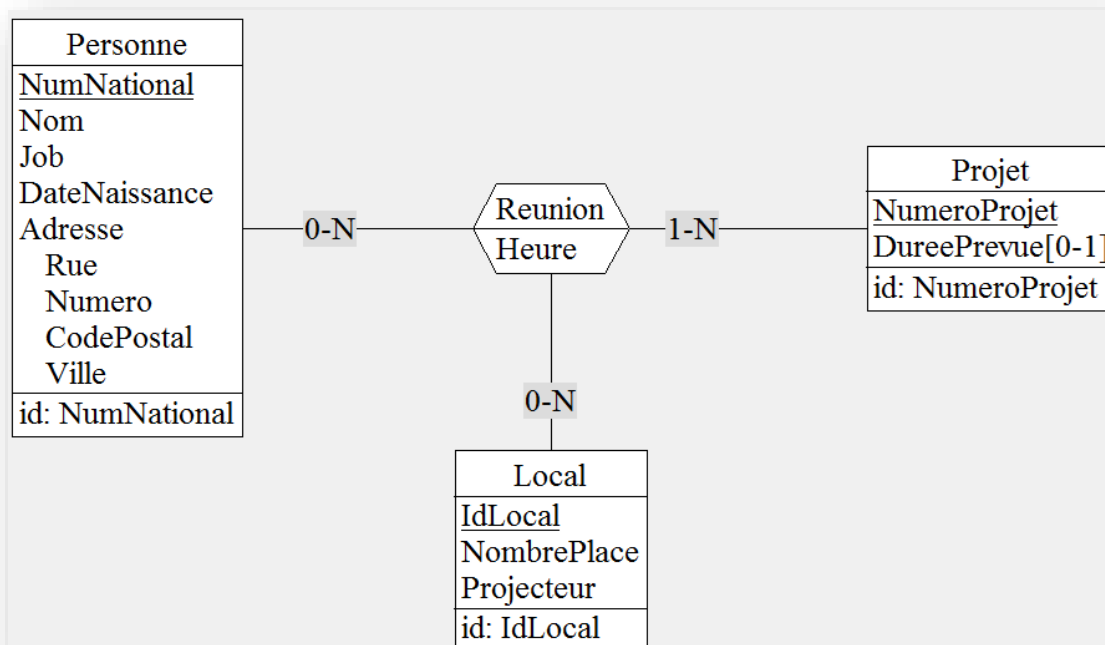 Personne
NumNational
Nom
Job
DateNaissance
Adresse
Rue
Numero
CodePostal
Ville
id: NumNational
0-N
Reunion
Heure
1-N
Projet
NumeroProjet
DureePrevue[0-1]
id: NumeroProjet
0-N
Local
IdLocal
NombrePlace
Projecteur
id: IdLocal